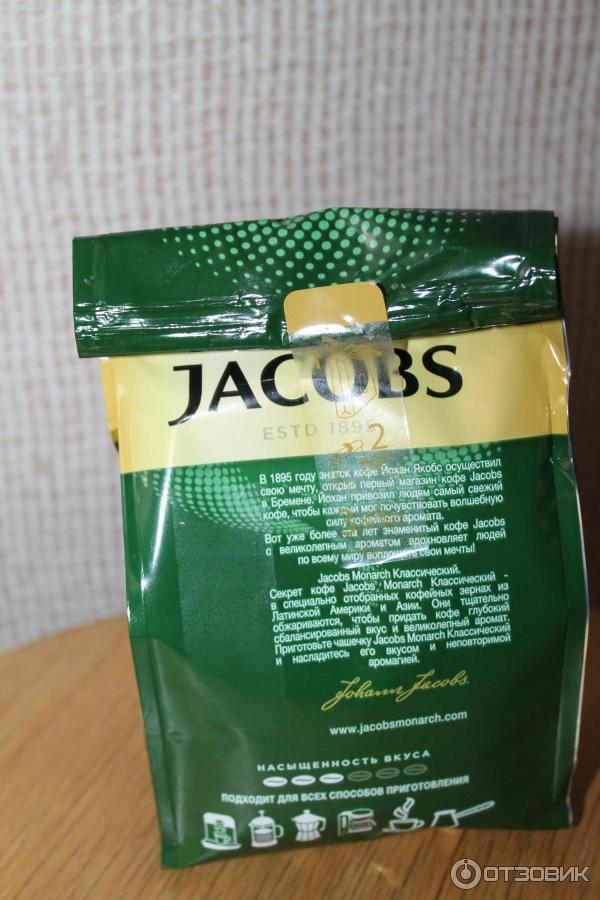 JACOBS
ESTD 1895
2
В 1895 году знаток кофе Йохан Якобс осуществил
свою мечту, открыв первый магазин кофе Jacobs
в Бремене. Йохан привозил людям самый свежий
кофе, чтобы каждый мог почувствовать волшебную
силу кофейного аромата.
Вот уже более ста лет знаменитый кофе Jacobs
с великолепным ароматом вдохновляет людей
по всему миру воплощать свои мечты!
Jacobs Monarch Классический.
Секрет кофе Jacobs Monarch Классический -
в специально отобранных кофейных зернах из
Латинской Америки и Азии. Они тщательно
обжариваются, чтобы придать кофе глубокий
сбалансированный вкус и великолепный аромат.
Приготовьте чашечку Jacobs Monarch Классический
и насладитесь его вкусом и неповторимой
аромагией.
Johann Jacobs.
www.jacobsmonarch.com
НАСЫЩЕННОСТЬ ВКУСА
ПОДХОДИТ ДЛЯ ВСЕХ СПОСОБОВ ПРИГОТОВЛЕНИЯ
ОТЗОВИК